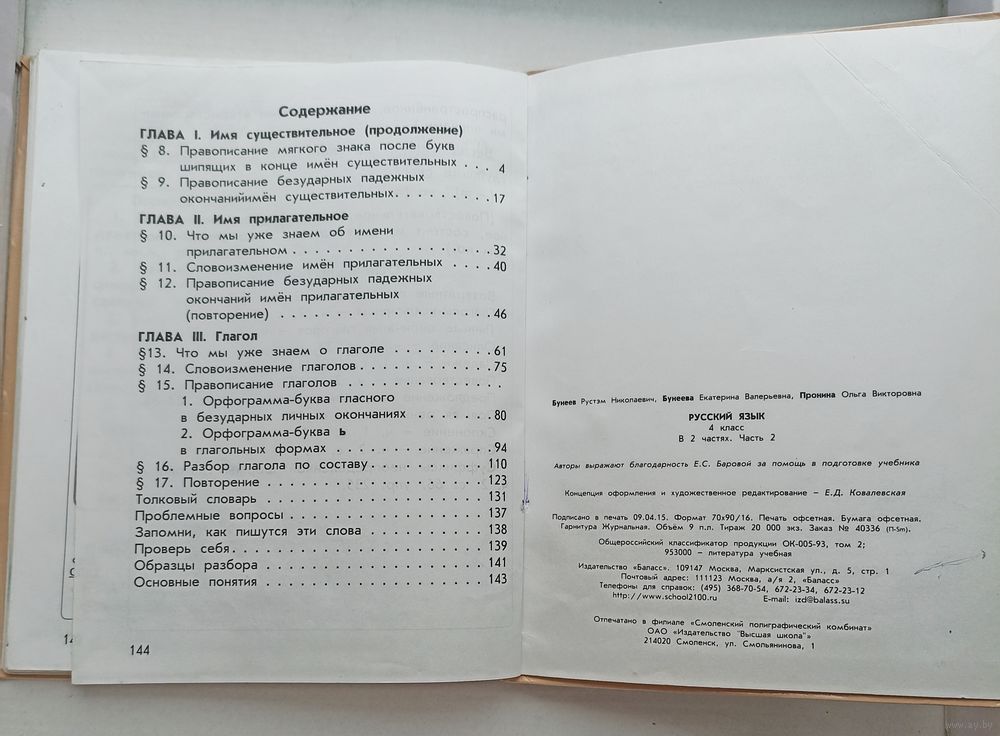 Содержание
ГЛАВА I. Имя существительное (продолжение)
§ 8. Правописание мягкого знака после букв
шипящих в конце имён существительных . . . 4
§ 9. Правописание безударных падежных
окончанийимён существительных. . . . . . . . . 17
ГЛАВА II. Имя прилагательное
§ 10. Что мы уже знаем об имени
прилагательном . . . . . . . . . . . . . . . . . . 32
§ 11. Словоизменение имён прилагательных . . . . 40
§ 12. Правописание безударных падежных
окончаний имён прилагательных
(повторение) . . . . . . . . . . . . . . . . . . . 46
ГЛАВА III. Глагол
§13. Что мы уже знаем о глаголе . . . . . . . . . 61
§ 14. Словоизменение глаголов. . . . . . . . . . . . 75
§ 15. Правописание глаголов . . . . . . . . . . . . .
1. Орфограмма-буква гласного
в безударных личных окончаниях . . . . . . . . 80
2. Орфограмма-буква ь
в глагольных формах . . . . . . . . . . . . . . . 94
§ 16. Разбор глагола по составу. . . . . . . . . . 110
§ 17. Повторение . . . . . . . . . . . . . . . . . . 123
Толковый словарь . . . . . . . . . . . . . . . . . . 131
Проблемные вопросы . . . . . . . . . . . . . . . . 137
Запомни, как пишутся эти слова . . . . . . . . . . 138
Проверь себя. . . . . . . . . . . . . . . . . . . . . 139
Образцы разбора . . . . . . . . . . . . . . . . . . 141
Основные понятия . . . . . . . . . . . . . . . . . . 143
144
Бунеев Рустэм Николаевич, Бунеева Екатерина Валерьевна, Пронина Ольга Викторовна
РУССКИЙ ЯЗЫК
4 класс
В 2 частях. Часть 2
Авторы выражают благодарность Е.С. Баровой за помощь в подготовке учебника
Концепция оформления и художественное редактирование – Е.Д. Ковалевская
Подписано в печать 09.04.15. Формат 70х90/16. Печать офсетная. Бумага офсетная.
Гарнитура Журнальная. Объём 9 п.л. Тираж 20 000 экз. Заказ № 40336 (П-Sm).
Общероссийский классификатор продукции ОК-005-93, том 2;
953000 – литература учебная
Издательство «Баласс». 109147 Москва, Марксистская ул., д. 5, стр. 1
Почтовый адрес: 111123 Москва, а/я 2, «Баласс»
Телефоны для справок: (495) 368-70-54, 672-23-34, 672-23-12
http://www.school2100.ru E-mail: izd@balass.su
Отпечатано в филиале «Смоленский полиграфический комбинат»
ОАО «Издательство "Высшая школа"»
214020 Смоленск, ул. Смольянинова, 1
www.ay.by